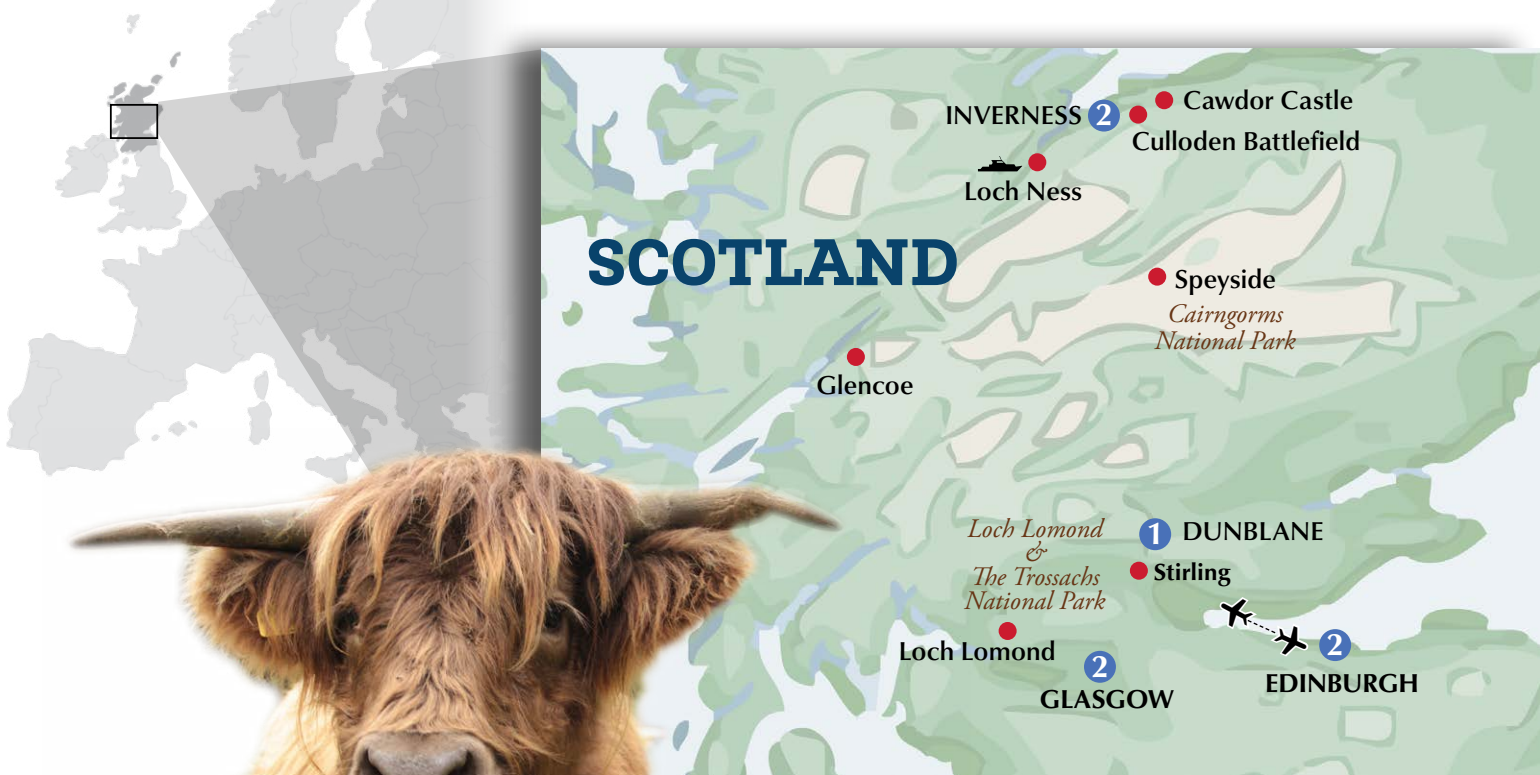 INVERNESS 2
Cawdor Castle
Culloden Battlefield
Loch Ness
SCOTLAND
Speyside
Cairngorms
National Park
Glencoe
Loch Lomond
&
The Trossachs
National Park
1 DUNBLANE
Stirling
Loch Lomond
2
GLASGOW
2
EDINBURGH